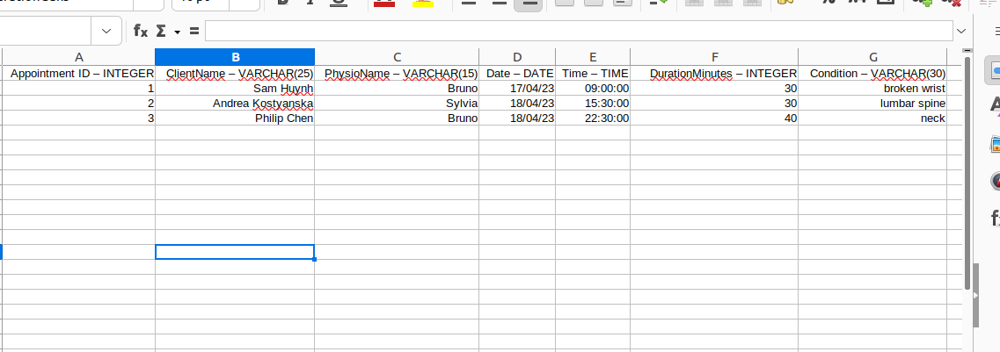 A B C D E F G
Appointment ID – INTEGER ClientName – VARCHAR(25) PhysioName – VARCHAR(15) Date – DATE Time – TIME DurationMinutes – INTEGER Condition – VARCHAR(30)
1 Sam Huynh Bruno 17/04/23 09:00:00 30 broken wrist
2 Andrea Kostyanska Sylvia 18/04/23 15:30:00 30 lumbar spine
3 Philip Chen Bruno 18/04/23 22:30:00 40 neck